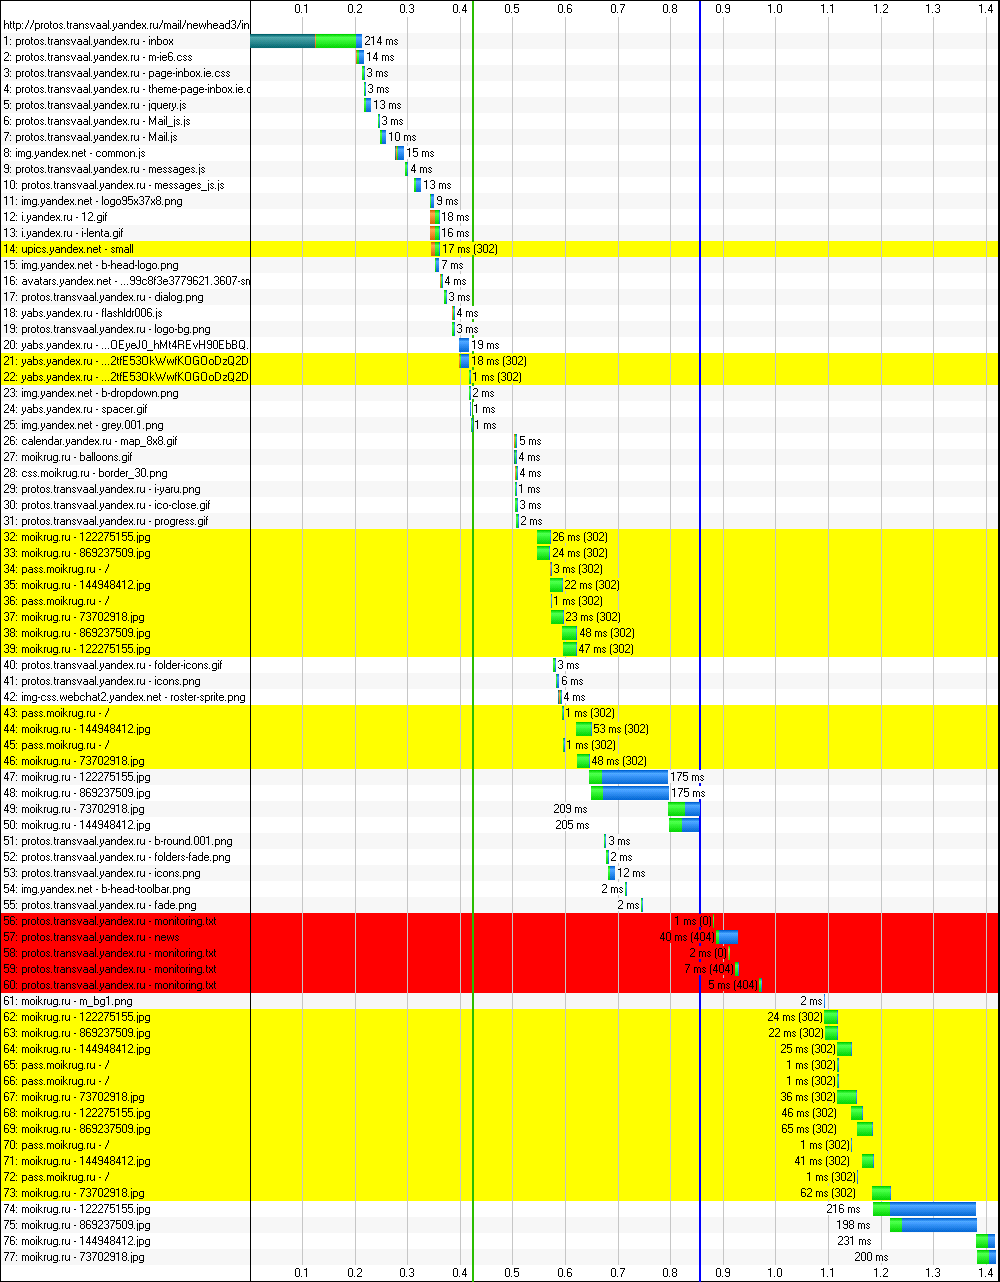 0.1 0.2 0.3 0.4 0.5 0.6 0.7 0.8 0.9 1.0 1.1 1.2 1.3 1.4
http://protos.transvaal.yandex.ru/mail/newhead3/in
1: protos.transvaal.yandex.ru - inbox 214 ms
2: protos.transvaal.yandex.ru - m-ie6.css 14 ms
3: protos.transvaal.yandex.ru - page-inbox.ie.css 3 ms
4: protos.transvaal.yandex.ru - theme-page-inbox.ie.c 3 ms
5: protos.transvaal.yandex.ru - jquery.js 13 ms
6: protos.transvaal.yandex.ru - Mail_js.js 3 ms
7: protos.transvaal.yandex.ru - Mail.js 10 ms
8: img.yandex.net - common.js 15 ms
9: protos.transvaal.yandex.ru - messages.js 4 ms
10: protos.transvaal.yandex.ru - messages_js.js 13 ms
11: img.yandex.net - logo95x37x8.png 9 ms
12: i.yandex.ru - 12.gif 18 ms
13: i.yandex.ru - i-lenta.gif 16 ms
14: upics.yandex.net - small 17 ms (302)
15: img.yandex.net - b-head-logo.png 7 ms
16: avatars.yandex.net - ...99c8f3e3779621.3607-sm 4 ms
17: protos.transvaal.yandex.ru - dialog.png 3 ms
18: yabs.yandex.ru - flashldr006.js 4 ms
19: protos.transvaal.yandex.ru - logo-bg.png 3 ms
20: yabs.yandex.ru - ...OEyeJ0_hMt4REvH90EbBQ. 19 ms
21: yabs.yandex.ru - ...2tfE53OkWwfKOGOoDzQ2D 18 ms (302)
22: yabs.yandex.ru - ...2tfE53OkWwfKOGOoDzQ2D 1 ms (302)
23: img.yandex.net - b-dropdown.png 2 ms
24: yabs.yandex.ru - spacer.gif 1 ms
25: img.yandex.net - grey.001.png 1 ms
26: calendar.yandex.ru - map_8x8.gif 5 ms
27: moikrug.ru - balloons.gif 4 ms
28: css.moikrug.ru - border_30.png 4 ms
29: protos.transvaal.yandex.ru - i-yaru.png 1 ms
30: protos.transvaal.yandex.ru - ico-close.gif 3 ms
31: protos.transvaal.yandex.ru - progress.gif 2 ms
32: moikrug.ru - 122275155.jpg 26 ms (302)
33: moikrug.ru - 869237509.jpg 24 ms (302)
34: pass.moikrug.ru - / 3 ms (302)
35: moikrug.ru - 144948412.jpg 22 ms (302)
36: pass.moikrug.ru - / 1 ms (302)
37: moikrug.ru - 73702918.jpg 23 ms (302)
38: moikrug.ru - 869237509.jpg 48 ms (302)
39: moikrug.ru - 122275155.jpg 47 ms (302)
40: protos.transvaal.yandex.ru - folder-icons.gif 3 ms
41: protos.transvaal.yandex.ru - icons.png 6 ms
42: img-css.webchat2.yandex.net - roster-sprite.png 4 ms
43: pass.moikrug.ru - / 1 ms (302)
44: moikrug.ru - 144948412.jpg 53 ms (302)
45: pass.moikrug.ru - / 1 ms (302)
46: moikrug.ru - 73702918.jpg 48 ms (302)
47: moikrug.ru - 122275155.jpg 175 ms
48: moikrug.ru - 869237509.jpg 175 ms
49: moikrug.ru - 73702918.jpg 209 ms
50: moikrug.ru - 144948412.jpg 205 ms
51: protos.transvaal.yandex.ru - b-round.001.png 3 ms
52: protos.transvaal.yandex.ru - folders-fade.png 2 ms
53: protos.transvaal.yandex.ru - icons.png 12 ms
54: img.yandex.net - b-head-toolbar.png 2 ms
55: protos.transvaal.yandex.ru - fade.png 2 ms
56: protos.transvaal.yandex.ru - monitoring.txt 1 ms (0)
57: protos.transvaal.yandex.ru - news 40 ms (404)
58: protos.transvaal.yandex.ru - monitoring.txt 2 ms (0)
59: protos.transvaal.yandex.ru - monitoring.txt 7 ms (404)
60: protos.transvaal.yandex.ru - monitoring.txt 5 ms (404)
61: moikrug.ru - m_bg1.png 2 ms
62: moikrug.ru - 122275155.jpg 24 ms (302)
63: moikrug.ru - 869237509.jpg 22 ms (302)
64: moikrug.ru - 144948412.jpg 25 ms (302)
65: pass.moikrug.ru - / 1 ms (302)
66: pass.moikrug.ru - / 1 ms (302)
67: moikrug.ru - 73702918.jpg 36 ms (302)
68: moikrug.ru - 122275155.jpg 46 ms (302)
69: moikrug.ru - 869237509.jpg 65 ms (302)
70: pass.moikrug.ru - / 1 ms (302)
71: moikrug.ru - 144948412.jpg 41 ms (302)
72: pass.moikrug.ru - / 1 ms (302)
73: moikrug.ru - 73702918.jpg 62 ms (302)
74: moikrug.ru - 122275155.jpg 216 ms
75: moikrug.ru - 869237509.jpg 198 ms
76: moikrug.ru - 144948412.jpg 231 ms
77: moikrug.ru - 73702918.jpg 200 ms
0.1 0.2 0.3 0.4 0.5 0.6 0.7 0.8 0.9 1.0 1.1 1.2 1.3 1.4